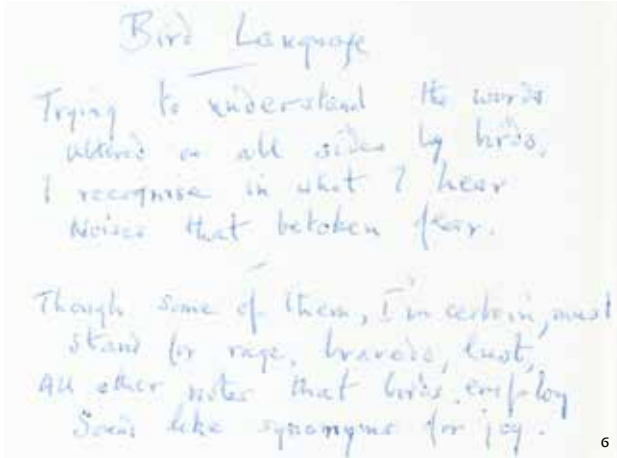 Bird Language
Trying to understand the words
uttered on all sides by birds,
I recognise in what I hear
Noises that betoken fear.
Though some of them, I'm certain, must
stand for rage, bravado, lust,
All other notes that birds employ
Sound like synonyms for joy.
6